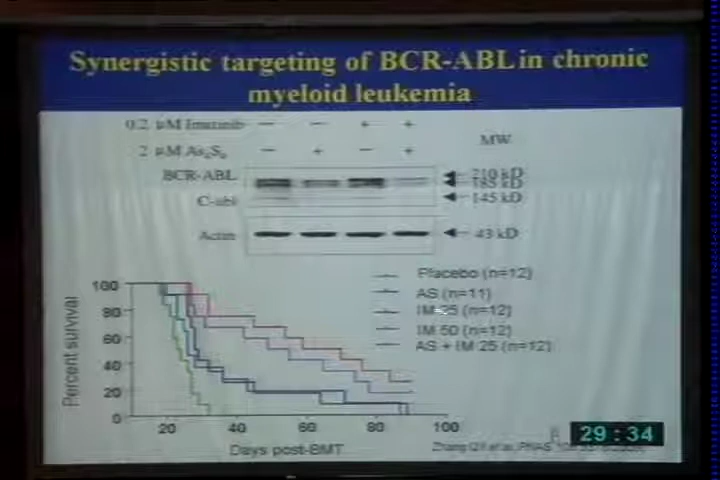 Synergistic targeting of BCR-ABL in chronic
myeloid leukemia
0.2 μM Imatinib — — + +
2 μM As₄S₄ — + — +
MW
BCR-ABL
210 kD
185 kD
C-abl
145 kD
Actin
43 kD
Percent survival
100
80
60
40
20
0
20 40 60 80 100
Days post-BMT
Placebo (n=12)
AS (n=11)
IM 25 (n=12)
IM 50 (n=12)
AS + IM 25 (n=12)
et al, PNAS
29:34